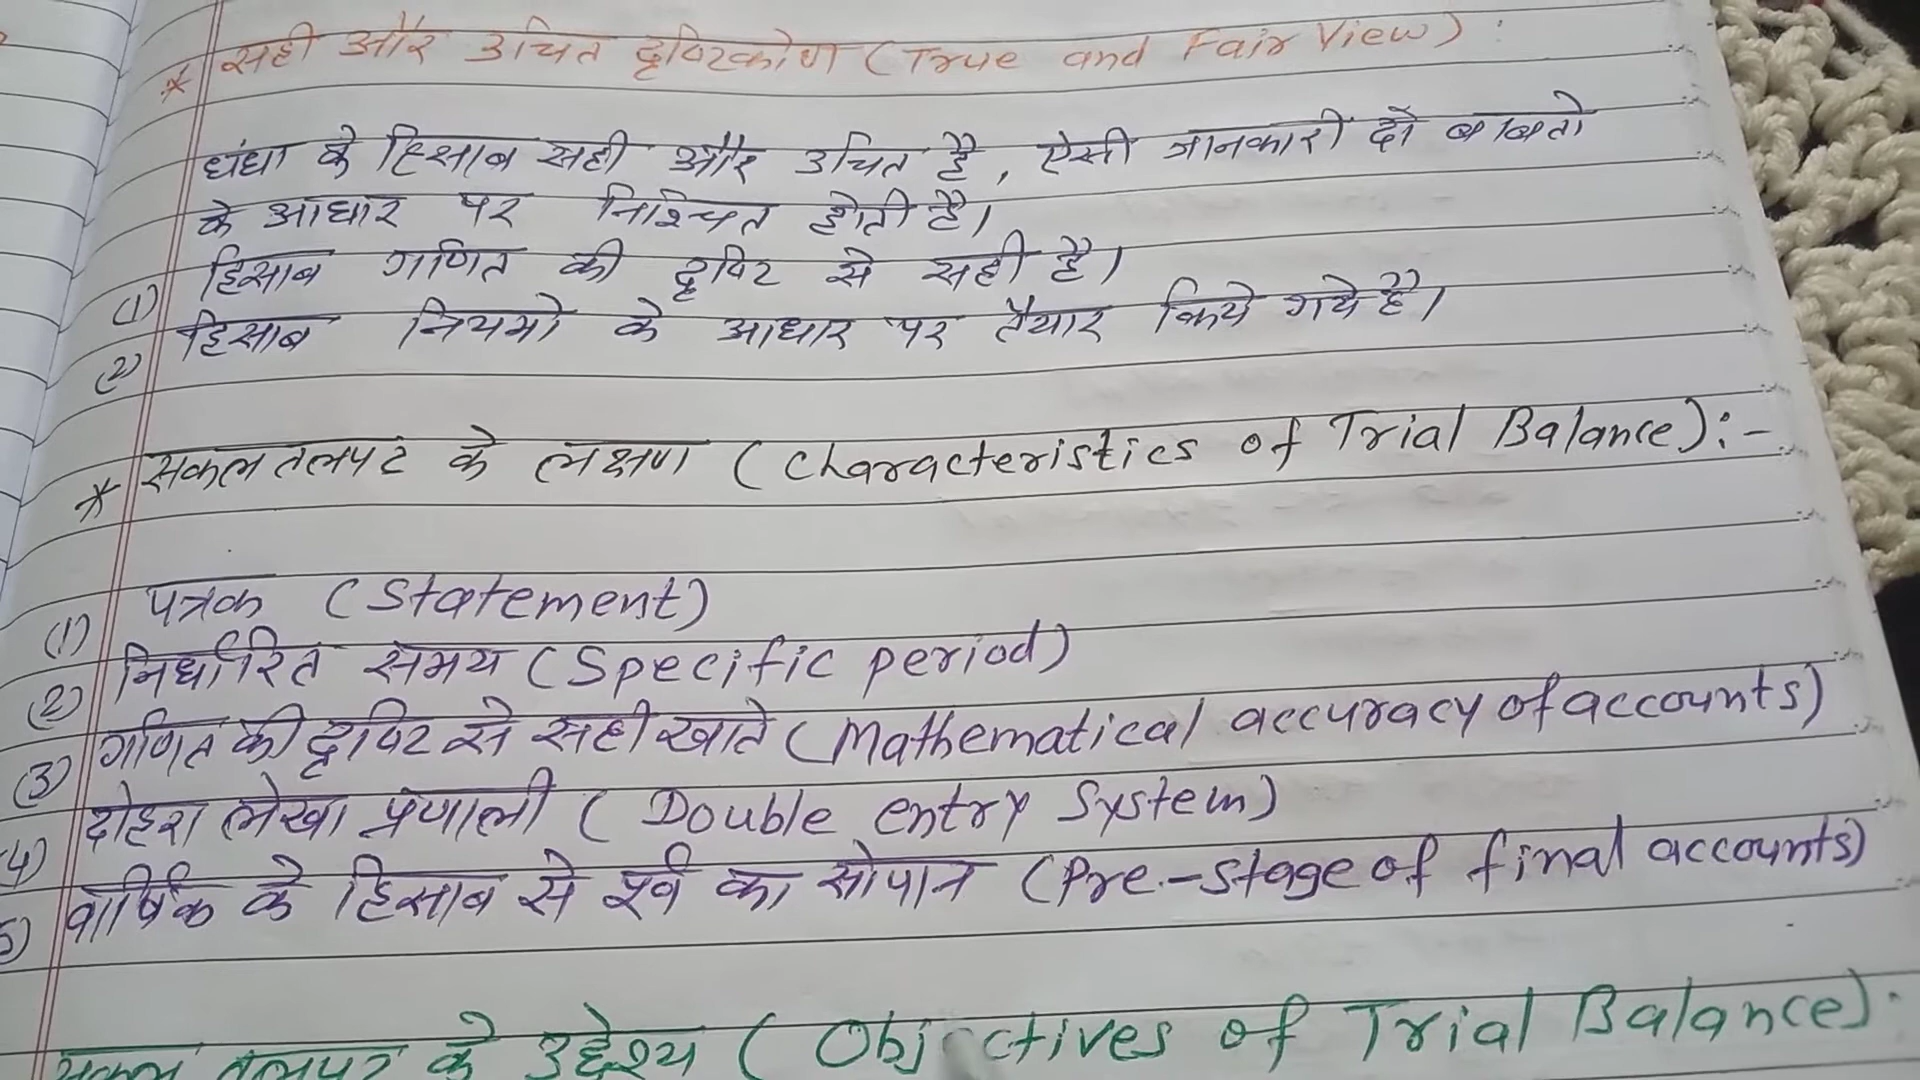 * सही और उचित दृष्टिकोण (True and Fair View) :
धंधा के हिसाब सही और उचित है, ऐसी जानकारी दो बाबतो
के आधार पर निश्चित होती है।
(1) हिसाब गणित की दृष्टि से सही है।
(2) हिसाब नियमो के आधार पर तैयार किये गये है।
* सकल तलपट के लक्षण (Characteristics of Trial Balance):-
(1) पत्रक (Statement)
(2) निर्धारित समय (Specific period)
(3) गणित की दृष्टि से सही खाते (Mathematical accuracy of accounts)
(4) दोहरा लेखा प्रणाली (Double entry System)
5) वार्षिक के हिसाब से पूर्व का सोपान (Pre-stage of final accounts)
सकल तलपट के उद्देश्य (Objectives of Trial Balance):